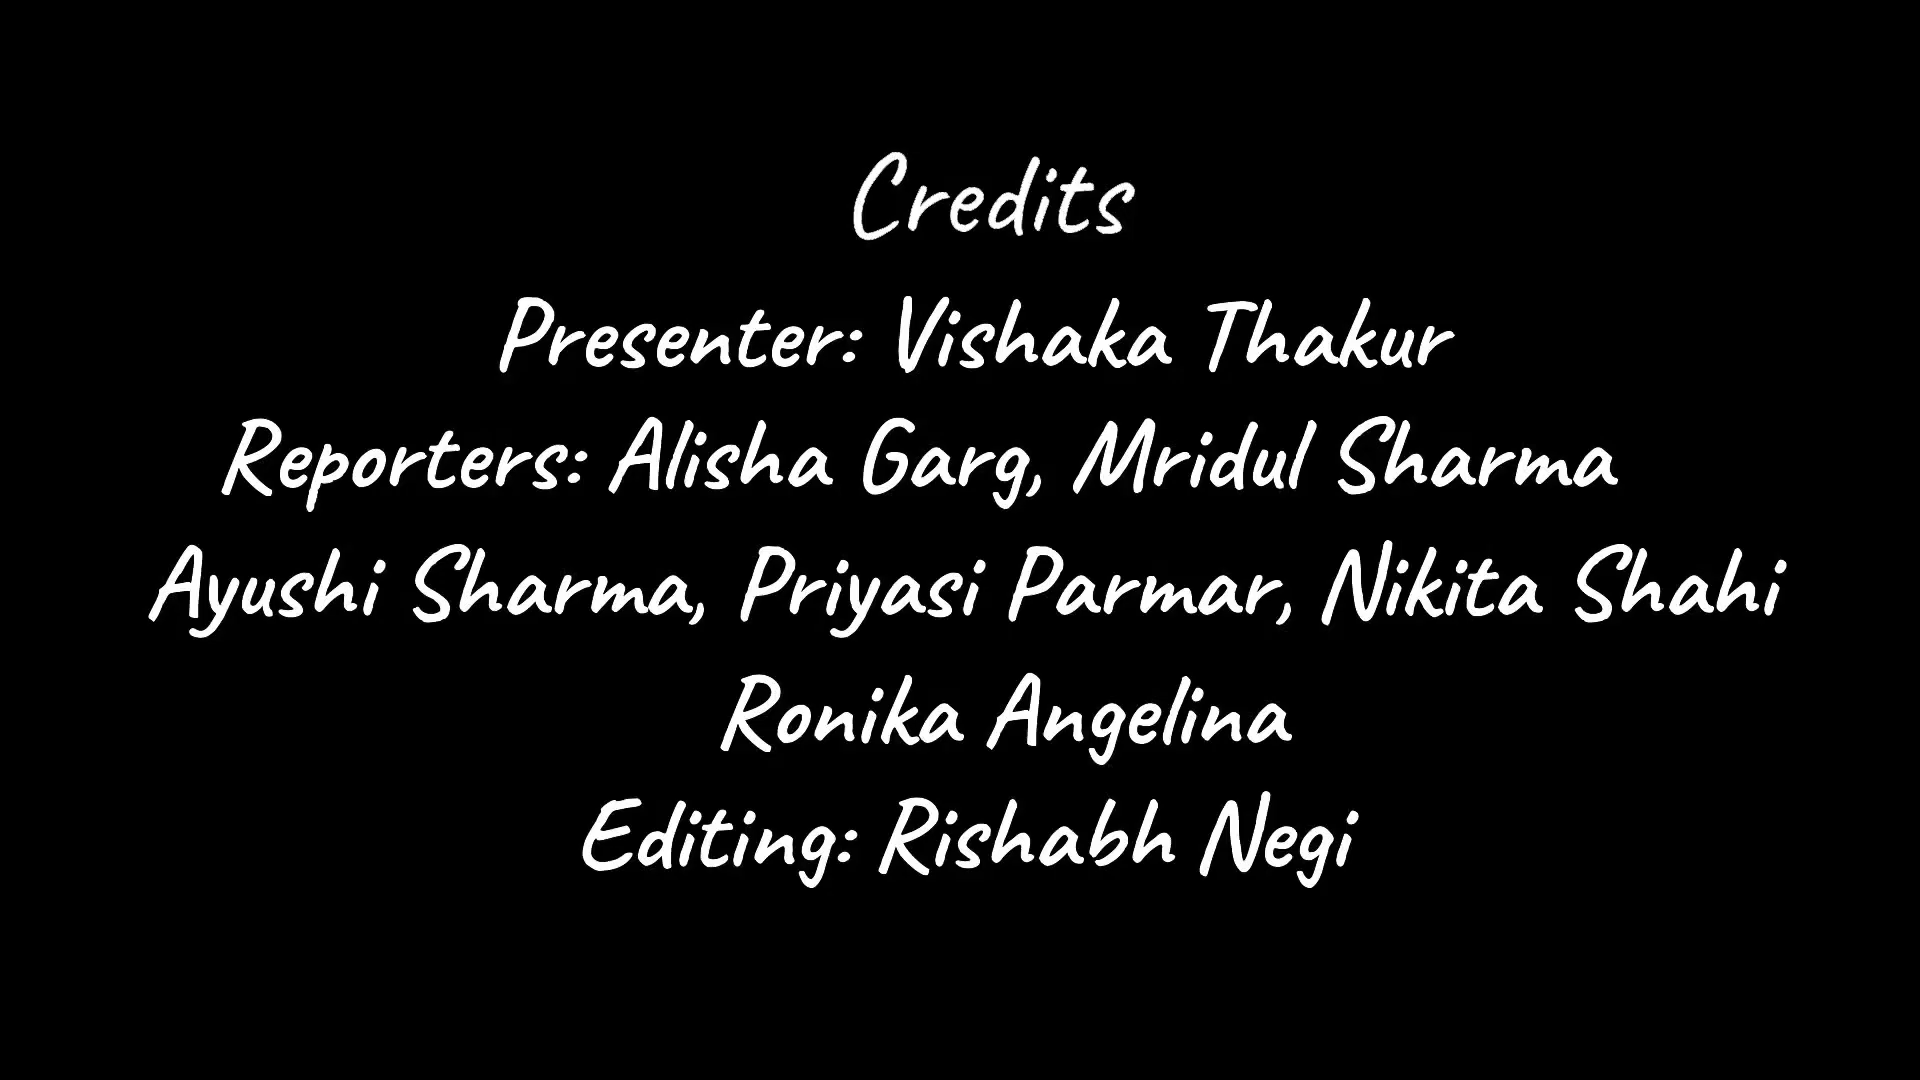 Credits
Presenter: Vishaka Thakur
Reporters: Alisha Garg, Mridul Sharma
Ayushi Sharma, Priyasi Parmar, Nikita Shahi
Ronika Angelina
Editing: Rishabh Negi